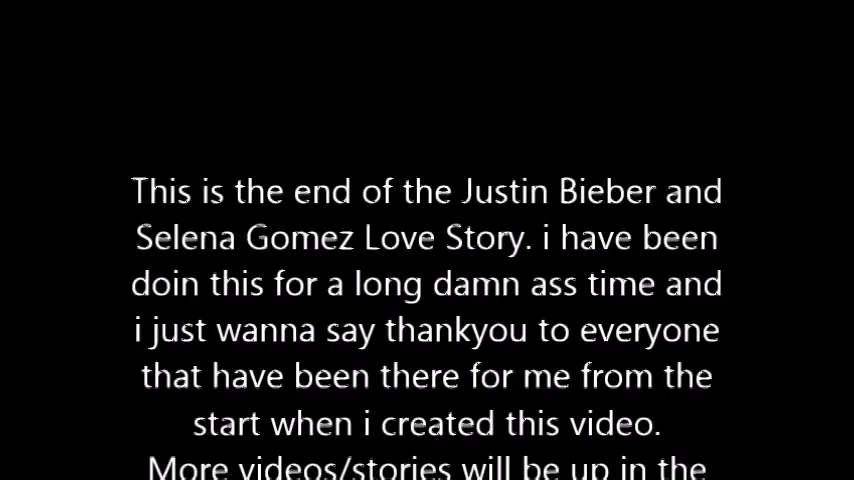 This is the end of the Justin Bieber and
Selena Gomez Love Story. i have been
doin this for a long damn ass time and
i just wanna say thankyou to everyone
that have been there for me from the
start when i created this video.
More videos/stories will be up in the